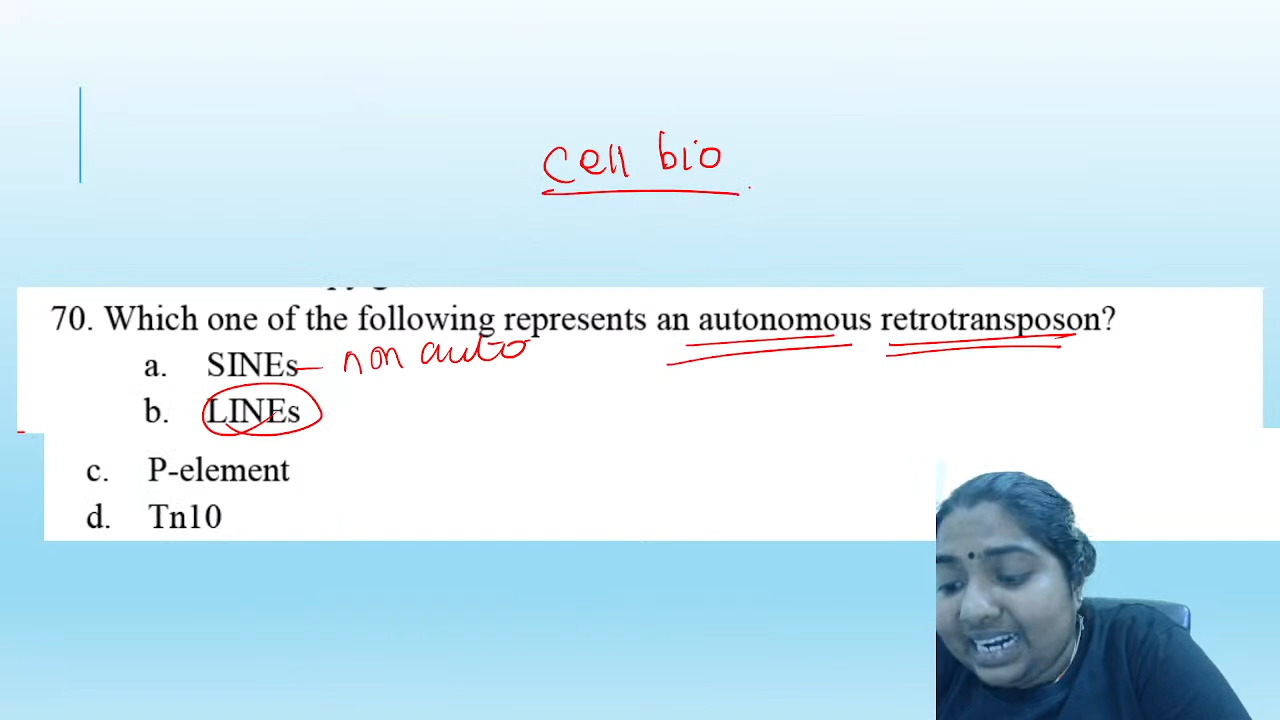 cell bio
70. Which one of the following represents an autonomous retrotransposon?
a. SINEs – non auto
b. LINEs
c. P-element
d. Tn10